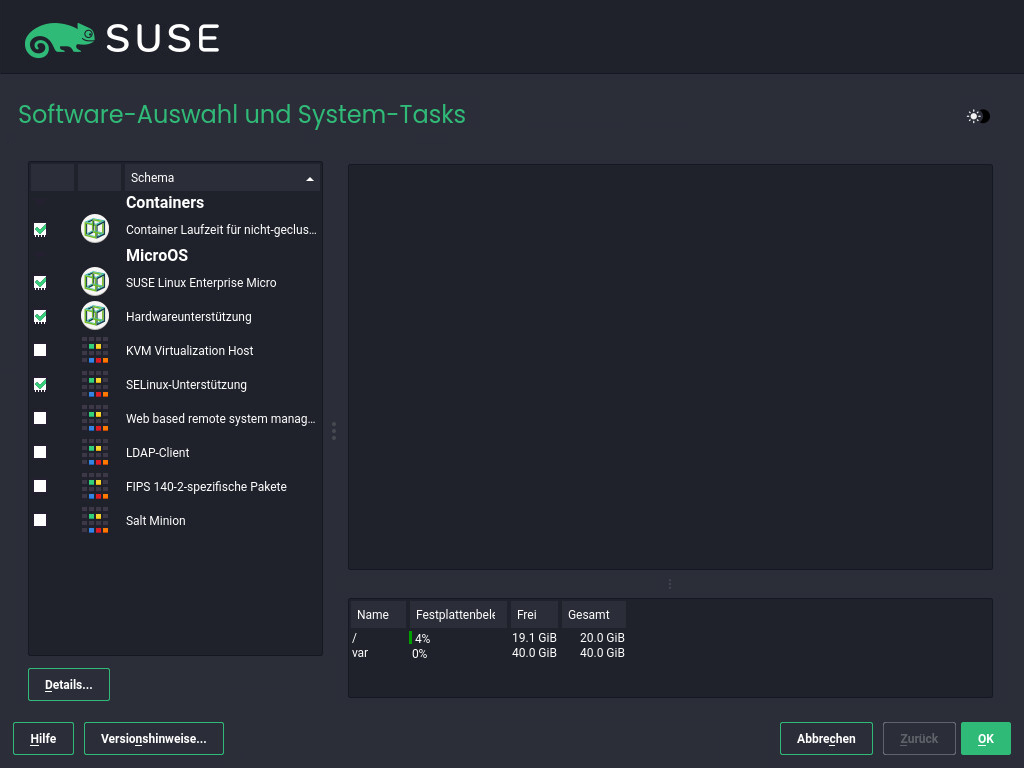 SUSE
Software-Auswahl und System-Tasks
Schema
Containers
Container Laufzeit für nicht-geclus...
MicroOS
SUSE Linux Enterprise Micro
Hardwareunterstützung
KVM Virtualization Host
SELinux-Unterstützung
Web based remote system manag...
LDAP-Client
FIPS 140-2-spezifische Pakete
Salt Minion
Name Festplattenbele Frei Gesamt
/ 4% 19.1 GiB 20.0 GiB
var 0% 40.0 GiB 40.0 GiB
Details...
Hilfe Versionshinweise... Abbrechen Zurück OK